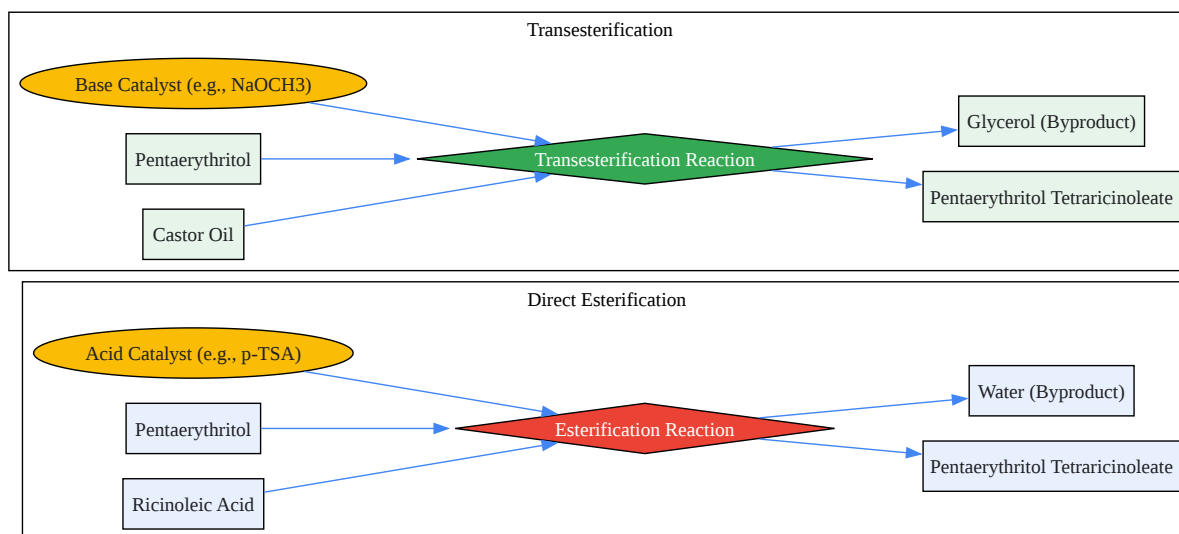 Transesterification
Base Catalyst (e.g., NaOCH3)
Pentaerythritol
Castor Oil
Transesterification Reaction
Glycerol (Byproduct)
Pentaerythritol Tetraricinoleate
Direct Esterification
Acid Catalyst (e.g., p-TSA)
Pentaerythritol
Ricinoleic Acid
Esterification Reaction
Water (Byproduct)
Pentaerythritol Tetraricinoleate